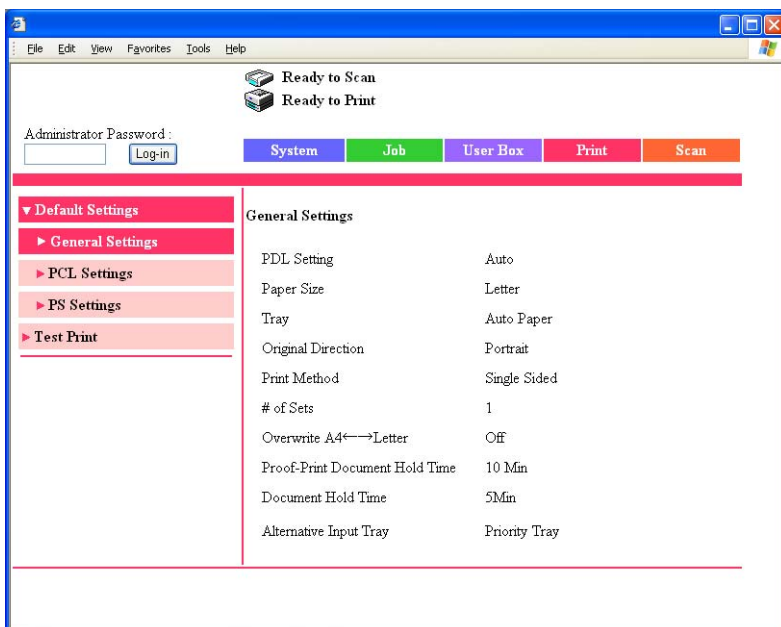 File Edit View Favorites Tools Help
Ready to Scan
Ready to Print
Administrator Password :
Log-in
System Job User Box Print Scan
▼ Default Settings
► General Settings
► PCL Settings
► PS Settings
► Test Print
General Settings
PDL Setting Auto
Paper Size Letter
Tray Auto Paper
Original Direction Portrait
Print Method Single Sided
# of Sets 1
Overwrite A4←→Letter Off
Proof-Print Document Hold Time 10 Min
Document Hold Time 5Min
Alternative Input Tray Priority Tray